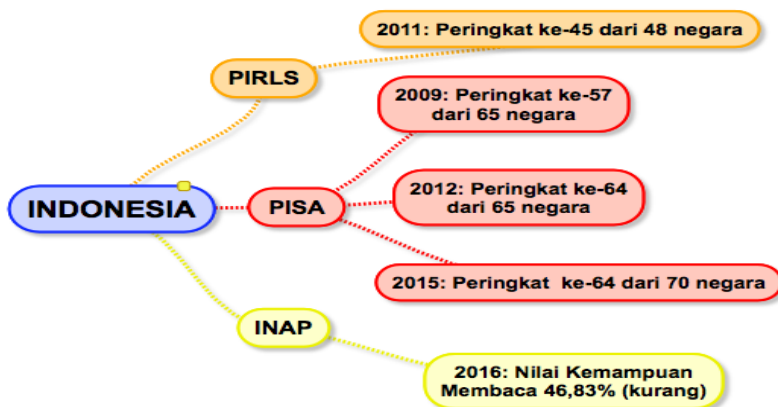 2011: Peringkat ke-45 dari 48 negara
PIRLS
2009: Peringkat ke-57
dari 65 negara
INDONESIA
PISA
2012: Peringkat ke-64
dari 65 negara
2015: Peringkat ke-64 dari 70 negara
INAP
2016: Nilai Kemampuan
Membaca 46,83% (kurang)